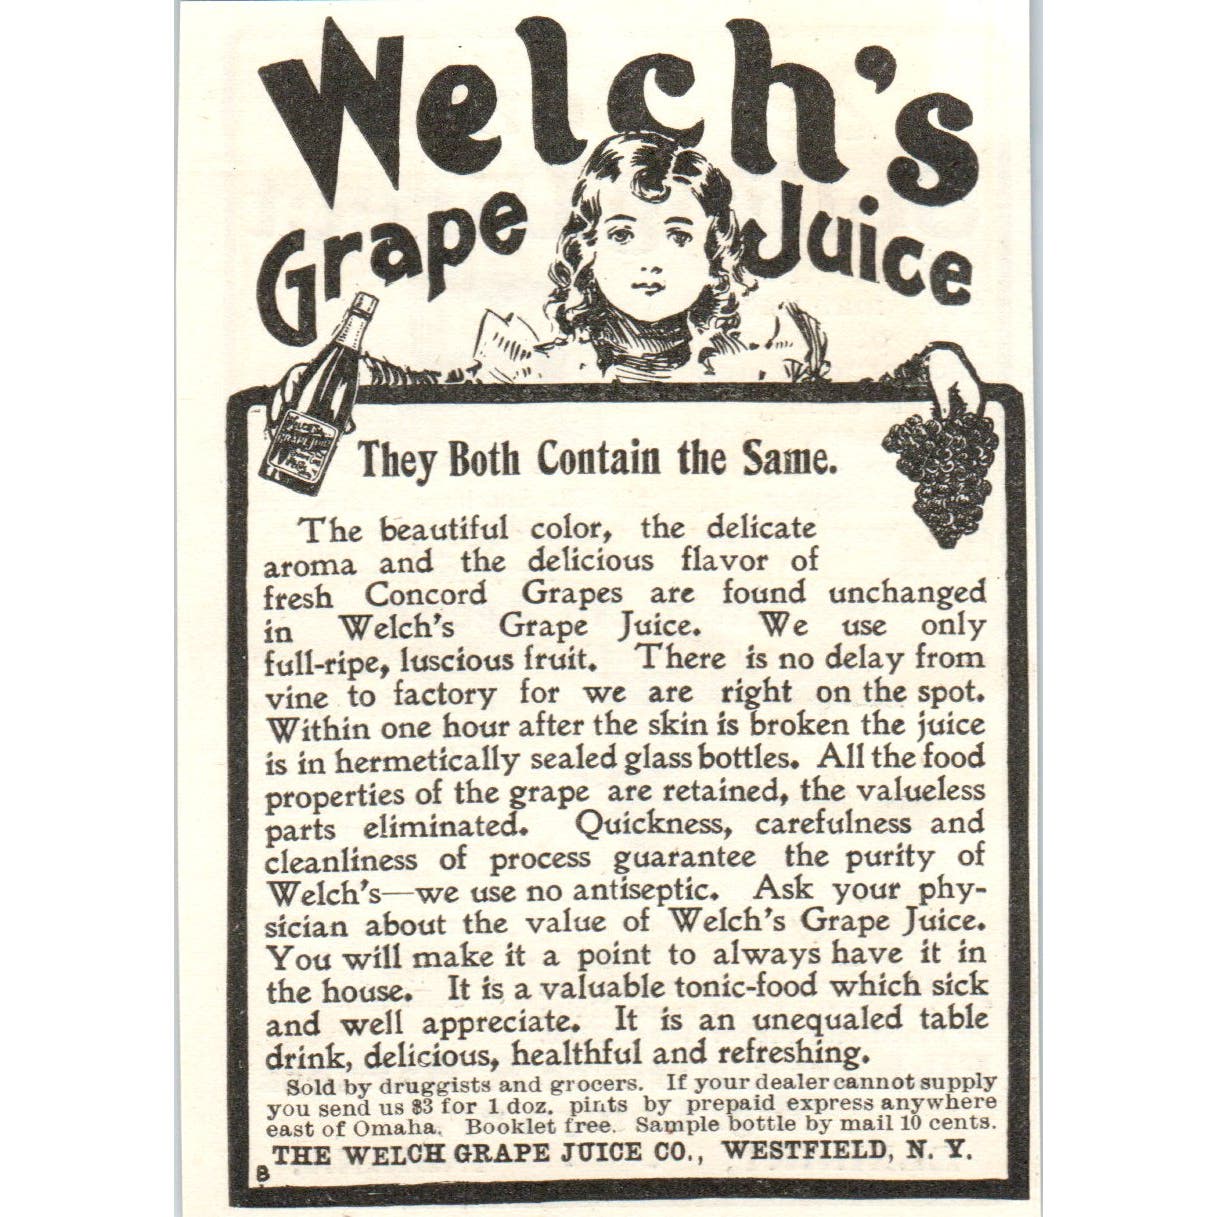 Welch's
Grape Juice
They Both Contain the Same.
The beautiful color, the delicate
aroma and the delicious flavor of
fresh Concord Grapes are found unchanged
in Welch's Grape Juice. We use only
full-ripe, luscious fruit. There is no delay from
vine to factory for we are right on the spot.
Within one hour after the skin is broken the juice
is in hermetically sealed glass bottles. All the food
properties of the grape are retained, the valueless
parts eliminated. Quickness, carefulness and
cleanliness of process guarantee the purity of
Welch's—we use no antiseptic. Ask your phy-
sician about the value of Welch's Grape Juice.
You will make it a point to always have it in
the house. It is a valuable tonic-food which sick
and well appreciate. It is an unequaled table
drink, delicious, healthful and refreshing.
Sold by druggists and grocers. If your dealer cannot supply
you send us $3 for 1 doz. pints by prepaid express anywhere
east of Omaha. Booklet free. Sample bottle by mail 10 cents.
THE WELCH GRAPE JUICE CO., WESTFIELD, N. Y.
B